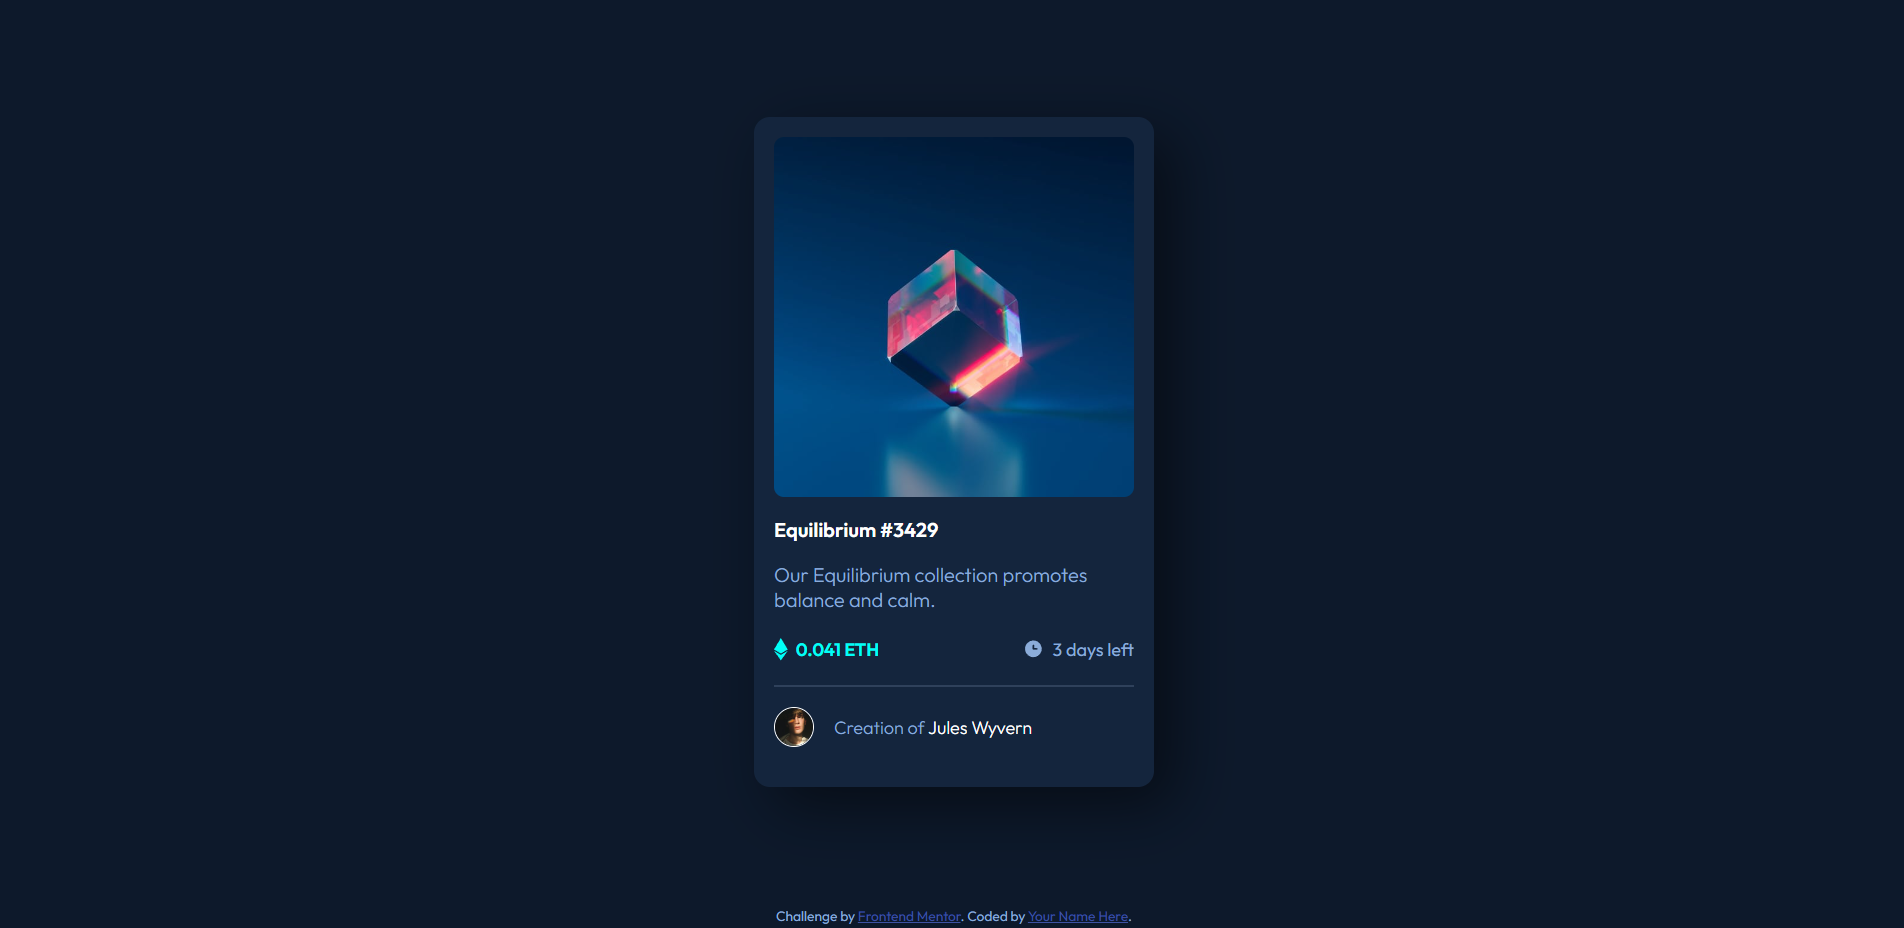 Equilibrium #3429
Our Equilibrium collection promotes
balance and calm.
0.041 ETH
3 days left
Creation of Jules Wyvern
Challenge by Frontend Mentor. Coded by Your Name Here.